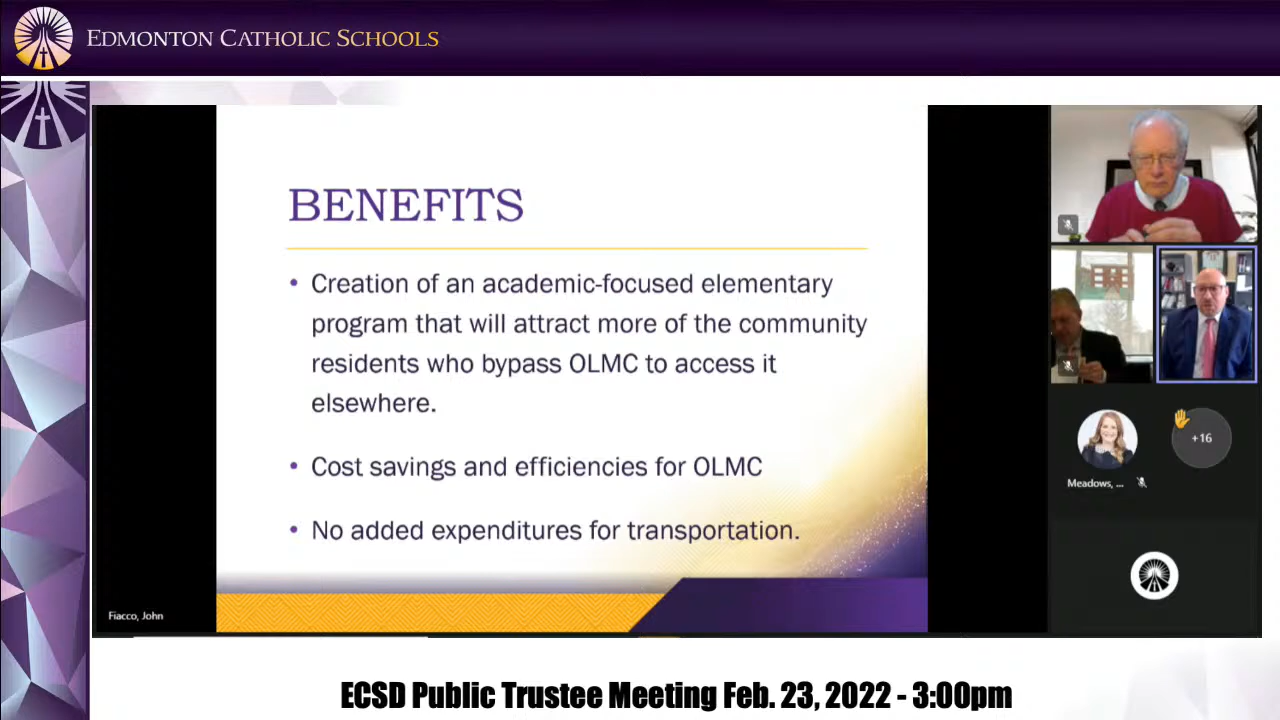 EDMONTON CATHOLIC SCHOOLS
BENEFITS
• Creation of an academic-focused elementary
program that will attract more of the community
residents who bypass OLMC to access it
elsewhere.
• Cost savings and efficiencies for OLMC
• No added expenditures for transportation.
+16
Meadows, ...
Fiacco, John
ECSD Public Trustee Meeting Feb. 23, 2022 - 3:00pm